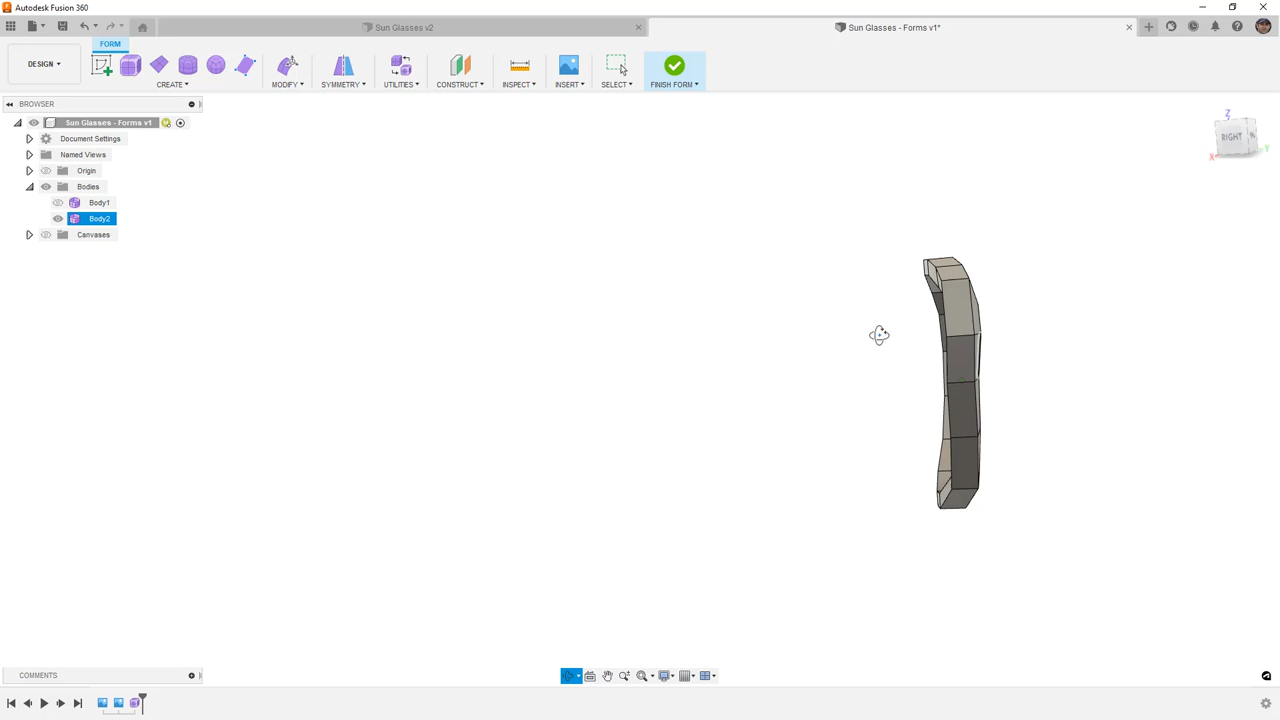 Autodesk Fusion 360
Sun Glasses v2
Sun Glasses - Forms v1*
FORM
DESIGN
CREATE
MODIFY
SYMMETRY
UTILITIES
CONSTRUCT
INSPECT
INSERT
SELECT
FINISH FORM
BROWSER
Sun Glasses - Forms v1
Document Settings
Named Views
Origin
Bodies
Body1
Body2
Canvases
Z
RIGHT
X
Y
COMMENTS